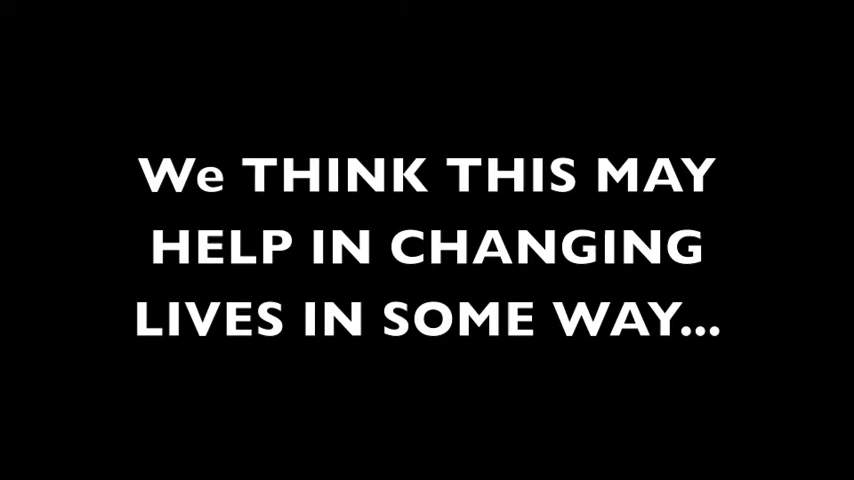 We THINK THIS MAY
HELP IN CHANGING
LIVES IN SOME WAY...